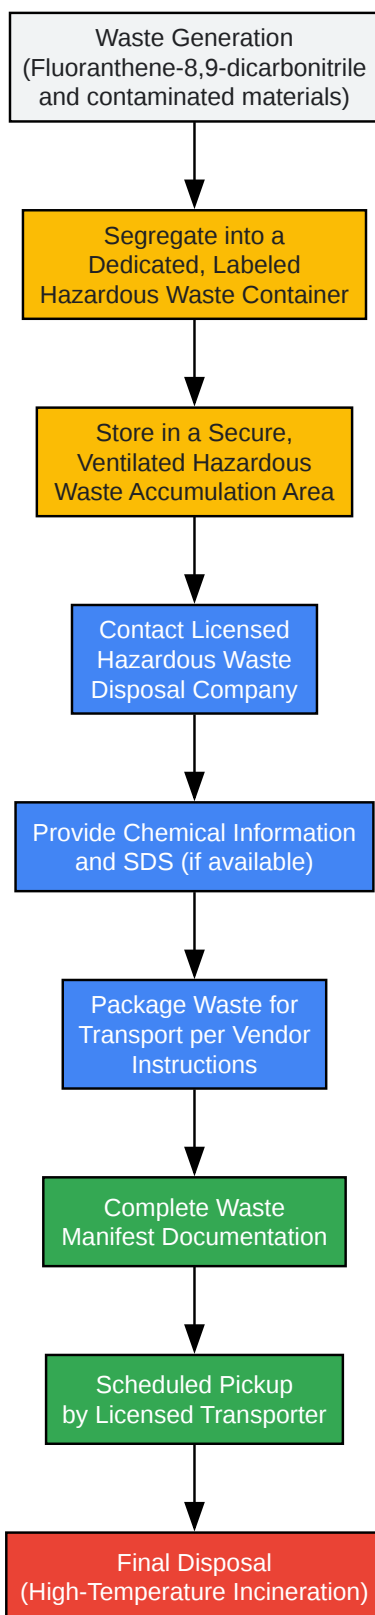 Waste Generation
(Fluoranthene-8,9-dicarbonitrile
and contaminated materials)
Segregate into a
Dedicated, Labeled
Hazardous Waste Container
Store in a Secure,
Ventilated Hazardous
Waste Accumulation Area
Contact Licensed
Hazardous Waste
Disposal Company
Provide Chemical Information
and SDS (if available)
Package Waste for
Transport per Vendor
Instructions
Complete Waste
Manifest Documentation
Scheduled Pickup
by Licensed Transporter
Final Disposal
(High-Temperature Incineration)